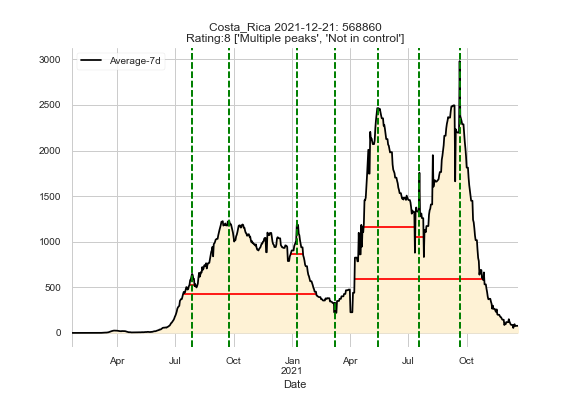 Costa_Rica 2021-12-21: 568860
Rating:8 ['Multiple peaks', 'Not in control']
Average-7d
3000
2500
2000
1500
1000
500
0
Apr Jul Oct Jan Apr Jul Oct
2021
Date